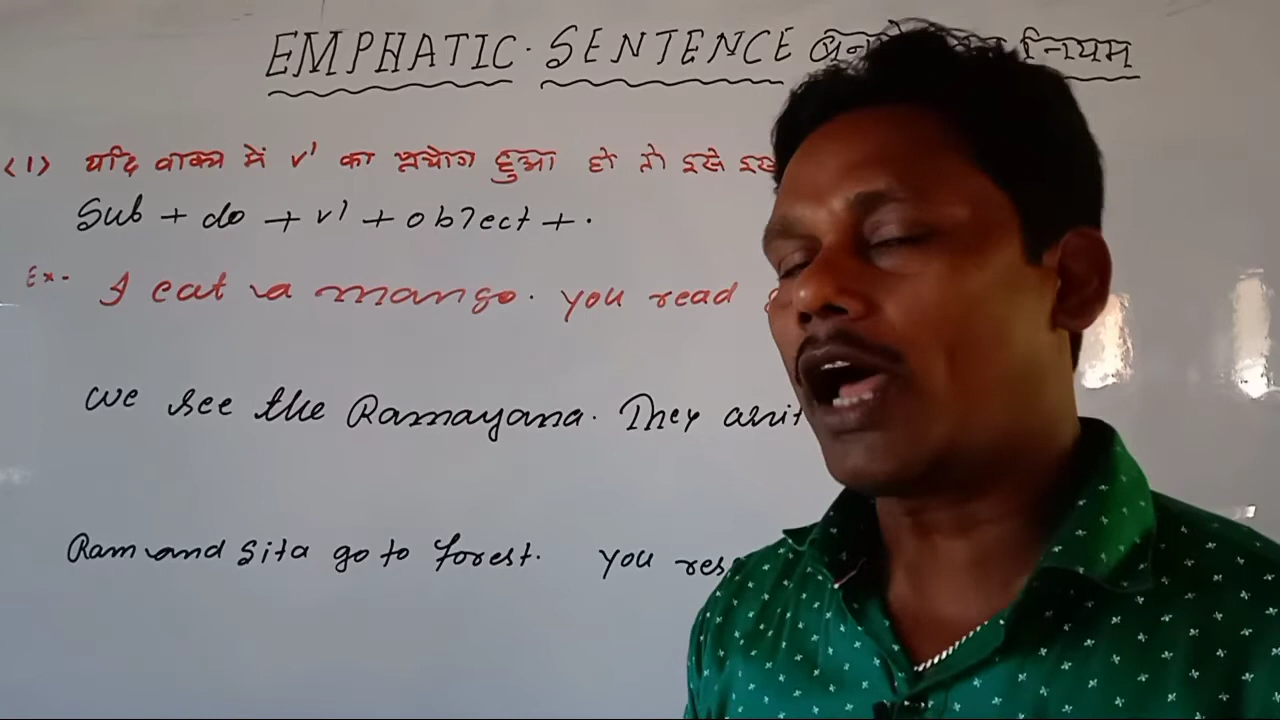 EMPHATIC. SENTENCE नियम
(1) यदि वाक्य में v¹ का प्रयोग हुआ हो तो इसे
Sub + do + v¹ + object + .
Ex- I eat a mango. you read
we see the Ramayana. They
Ram and Sita go to forest. you